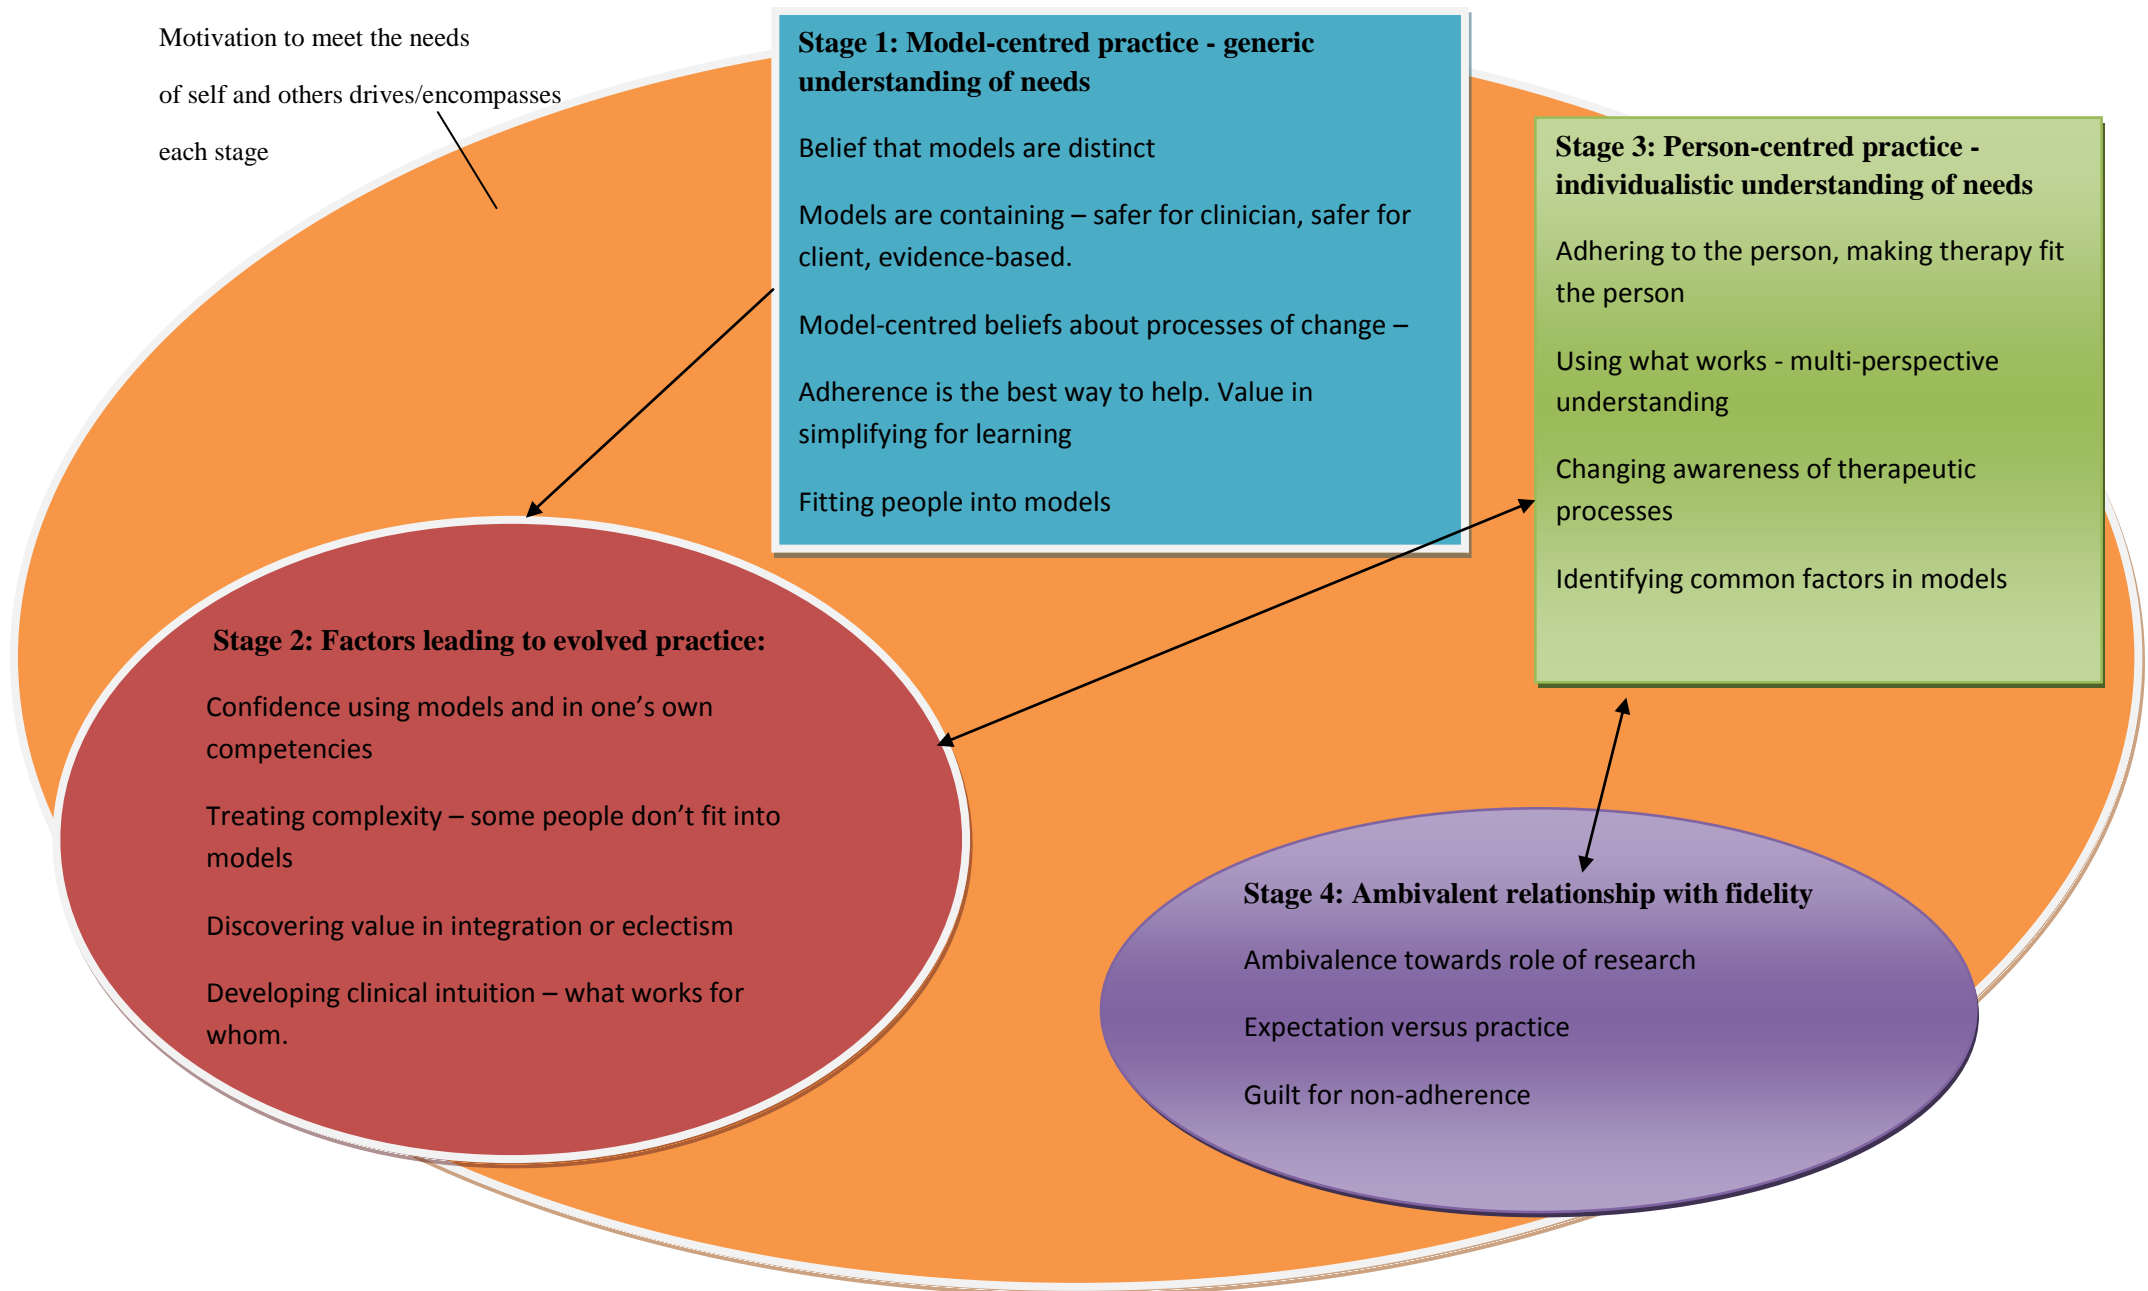 Motivation to meet the needs
of self and others drives/encompasses
each stage
Stage 1: Model-centred practice - generic
understanding of needs
Belief that models are distinct
Models are containing – safer for clinician, safer for
client, evidence-based.
Model-centred beliefs about processes of change –
Adherence is the best way to help. Value in
simplifying for learning
Fitting people into models
Stage 2: Factors leading to evolved practice:
Confidence using models and in one’s own
competencies
Treating complexity – some people don’t fit into
models
Discovering value in integration or eclectism
Developing clinical intuition – what works for
whom.
Stage 3: Person-centred practice -
individualistic understanding of needs
Adhering to the person, making therapy fit
the person
Using what works - multi-perspective
understanding
Changing awareness of therapeutic
processes
Identifying common factors in models
Stage 4: Ambivalent relationship with fidelity
Ambivalence towards role of research
Expectation versus practice
Guilt for non-adherence